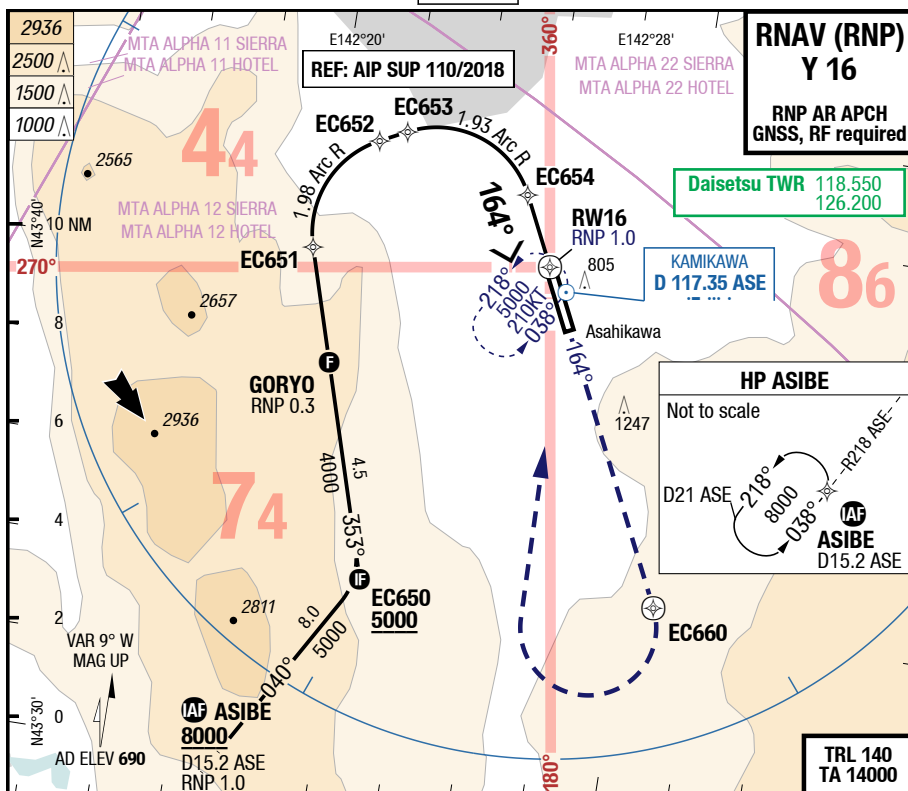 2936
2500
1500
1000
MTA ALPHA 11 SIERRA
MTA ALPHA 11 HOTEL
E142°20'
REF: AIP SUP 110/2018
360°
E142°28'
MTA ALPHA 22 SIERRA
MTA ALPHA 22 HOTEL
RNAV (RNP)
Y 16
RNP AR APCH
GNSS, RF required
2565
44
EC652
EC653
1.93 Arc R
1.98 Arc R
EC654
164°
Daisetsu TWR 118.550
126.200
N43°40'
10 NM
MTA ALPHA 12 SIERRA
MTA ALPHA 12 HOTEL
EC651
270°
RW16
RNP 1.0
805
KAMIKAWA
D 117.35 ASE
86
218°
5000
210KT
038°
Asahikawa
8
2657
GORYO
RNP 0.3
F
164°
HP ASIBE
Not to scale
R218 ASE
D21 ASE
218°
8000
038°
IAF
ASIBE
D15.2 ASE
6
2936
1247
4.5
4000
74
353°
4
IF
EC650
5000
2
2811
8.0
5000
040°
EC660
VAR 9° W
MAG UP
N43°30'
0
AD ELEV 690
IAF ASIBE
8000
D15.2 ASE
RNP 1.0
180°
TRL 140
TA 14000